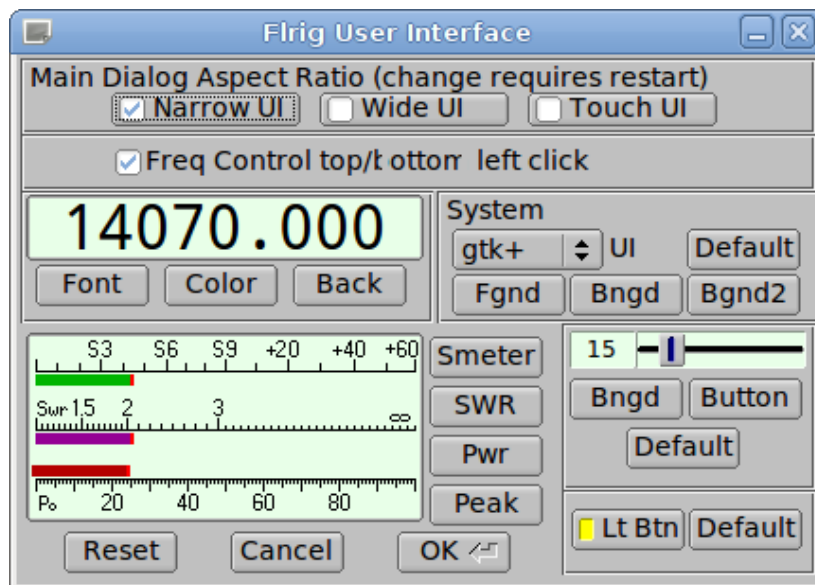 Flrig User Interface
Main Dialog Aspect Ratio (change requires restart)
Narrow UI Wide UI Touch UI
Freq Control top/bottom left click
14070.000
Font Color Back
System
gtk+ UI Default
Fgnd Bngd Bgnd2
S3 S6 S9 +20 +40 +60
Swr 1.5 2 3 ∞
Po 20 40 60 80
Smeter
SWR
Pwr
Peak
15
Bngd Button
Default
Lt Btn Default
Reset Cancel OK